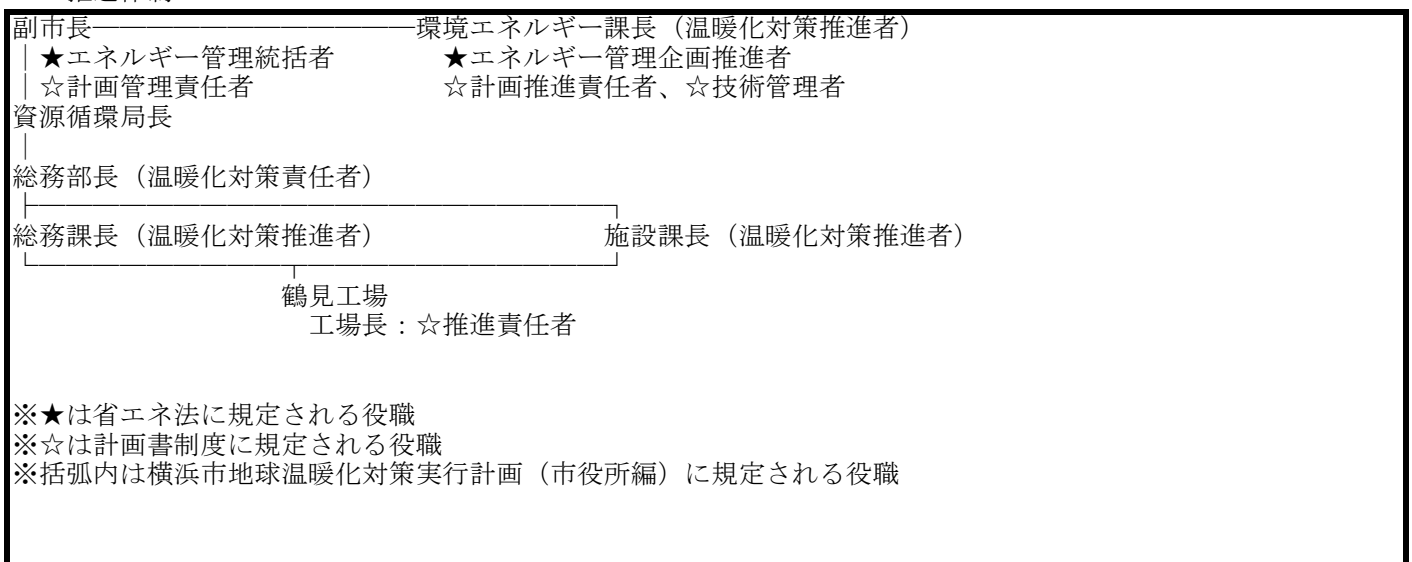 副市長――――――――――――環境エネルギー課長（温暖化対策推進者）
｜★エネルギー管理統括者　　　　★エネルギー管理企画推進者
｜☆計画管理責任者　　　　　　　☆計画推進責任者、☆技術管理者
資源循環局長
｜
総務部長（温暖化対策責任者）
総務課長（温暖化対策推進者）　　　　　　　　施設課長（温暖化対策推進者）
鶴見工場
工場長：☆推進責任者
※★は省エネ法に規定される役職
※☆は計画書制度に規定される役職
※括弧内は横浜市地球温暖化対策実行計画（市役所編）に規定される役職